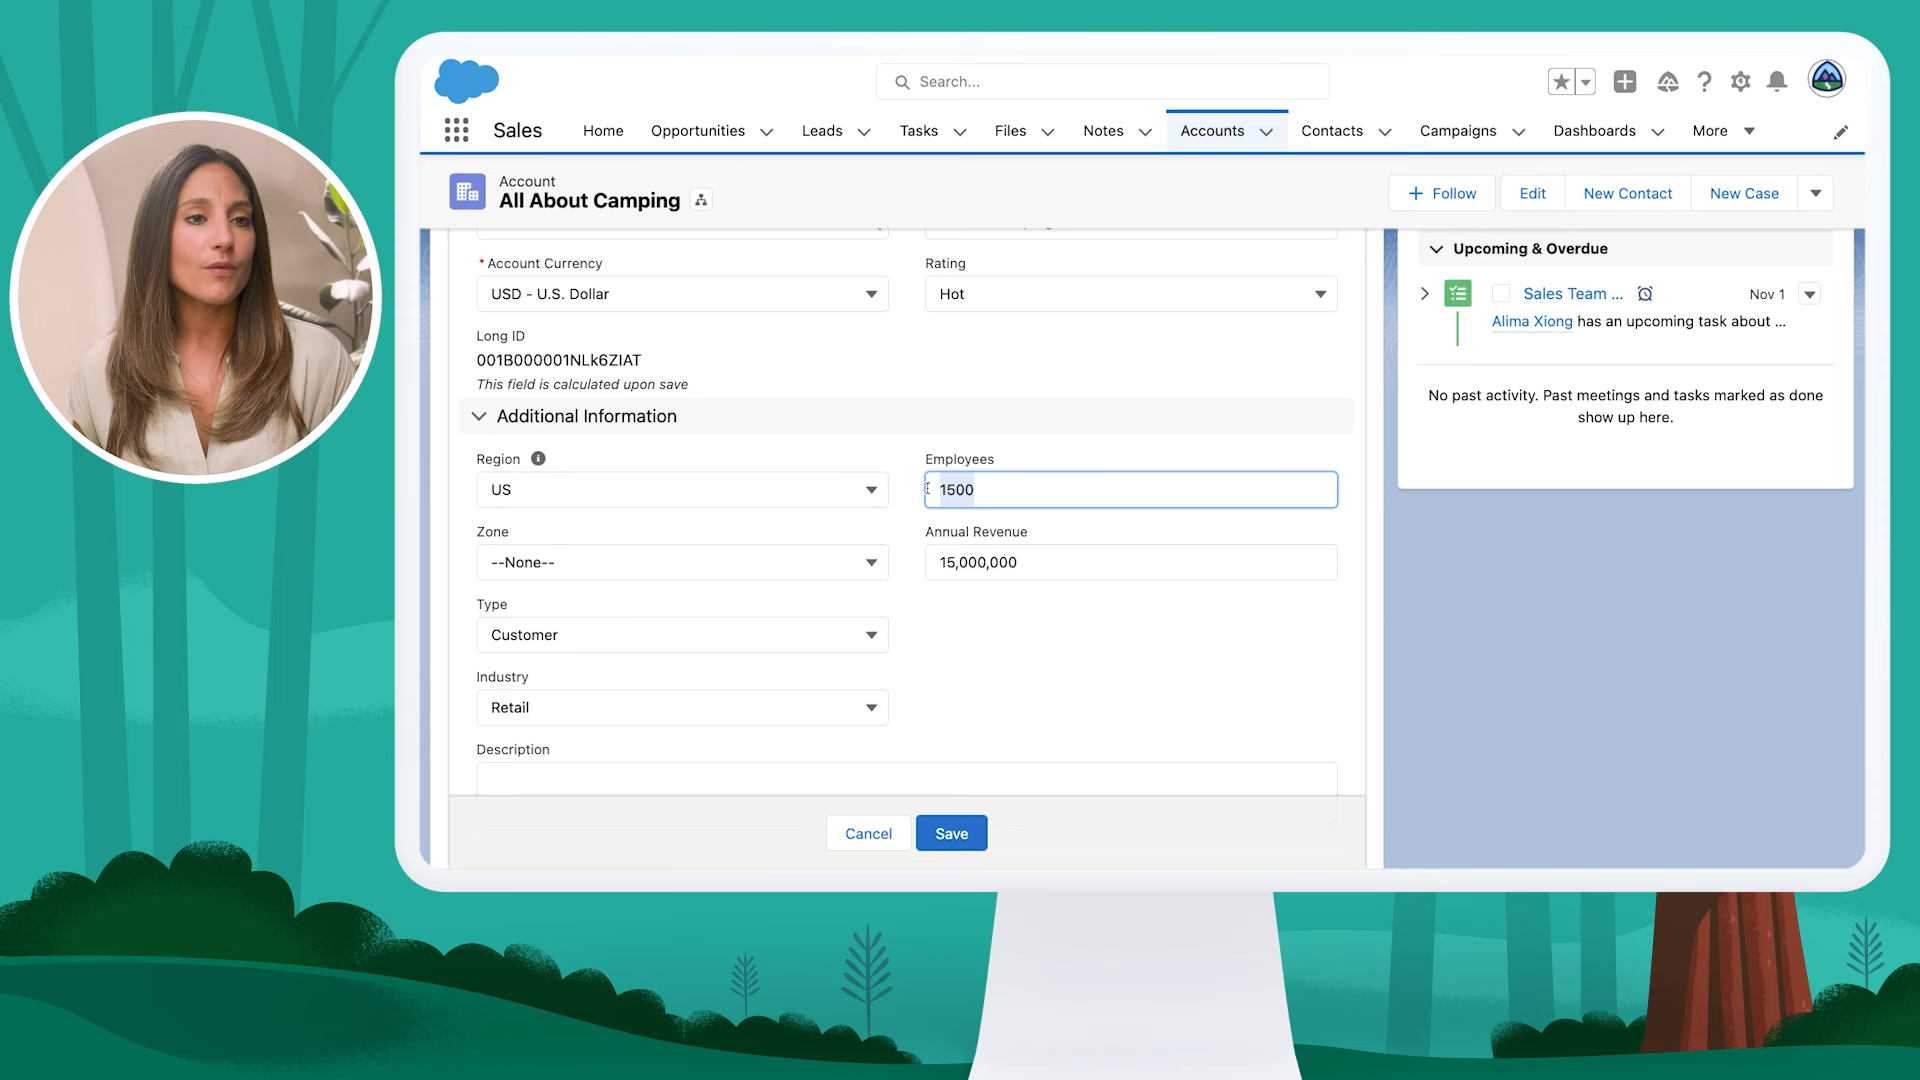 Search...
Sales
Home
Opportunities
Leads
Tasks
Files
Notes
Accounts
Contacts
Campaigns
Dashboards
More
Account
All About Camping
Follow
Edit
New Contact
New Case
* Account Currency
USD - U.S. Dollar
Rating
Hot
Long ID
001B000001NLk6ZIAT
This field is calculated upon save
Additional Information
Region
US
Employees
1500
Zone
--None--
Annual Revenue
15,000,000
Type
Customer
Industry
Retail
Description
Cancel
Save
Upcoming & Overdue
Sales Team ...
Nov 1
Alima Xiong has an upcoming task about ...
No past activity. Past meetings and tasks marked as done
show up here.